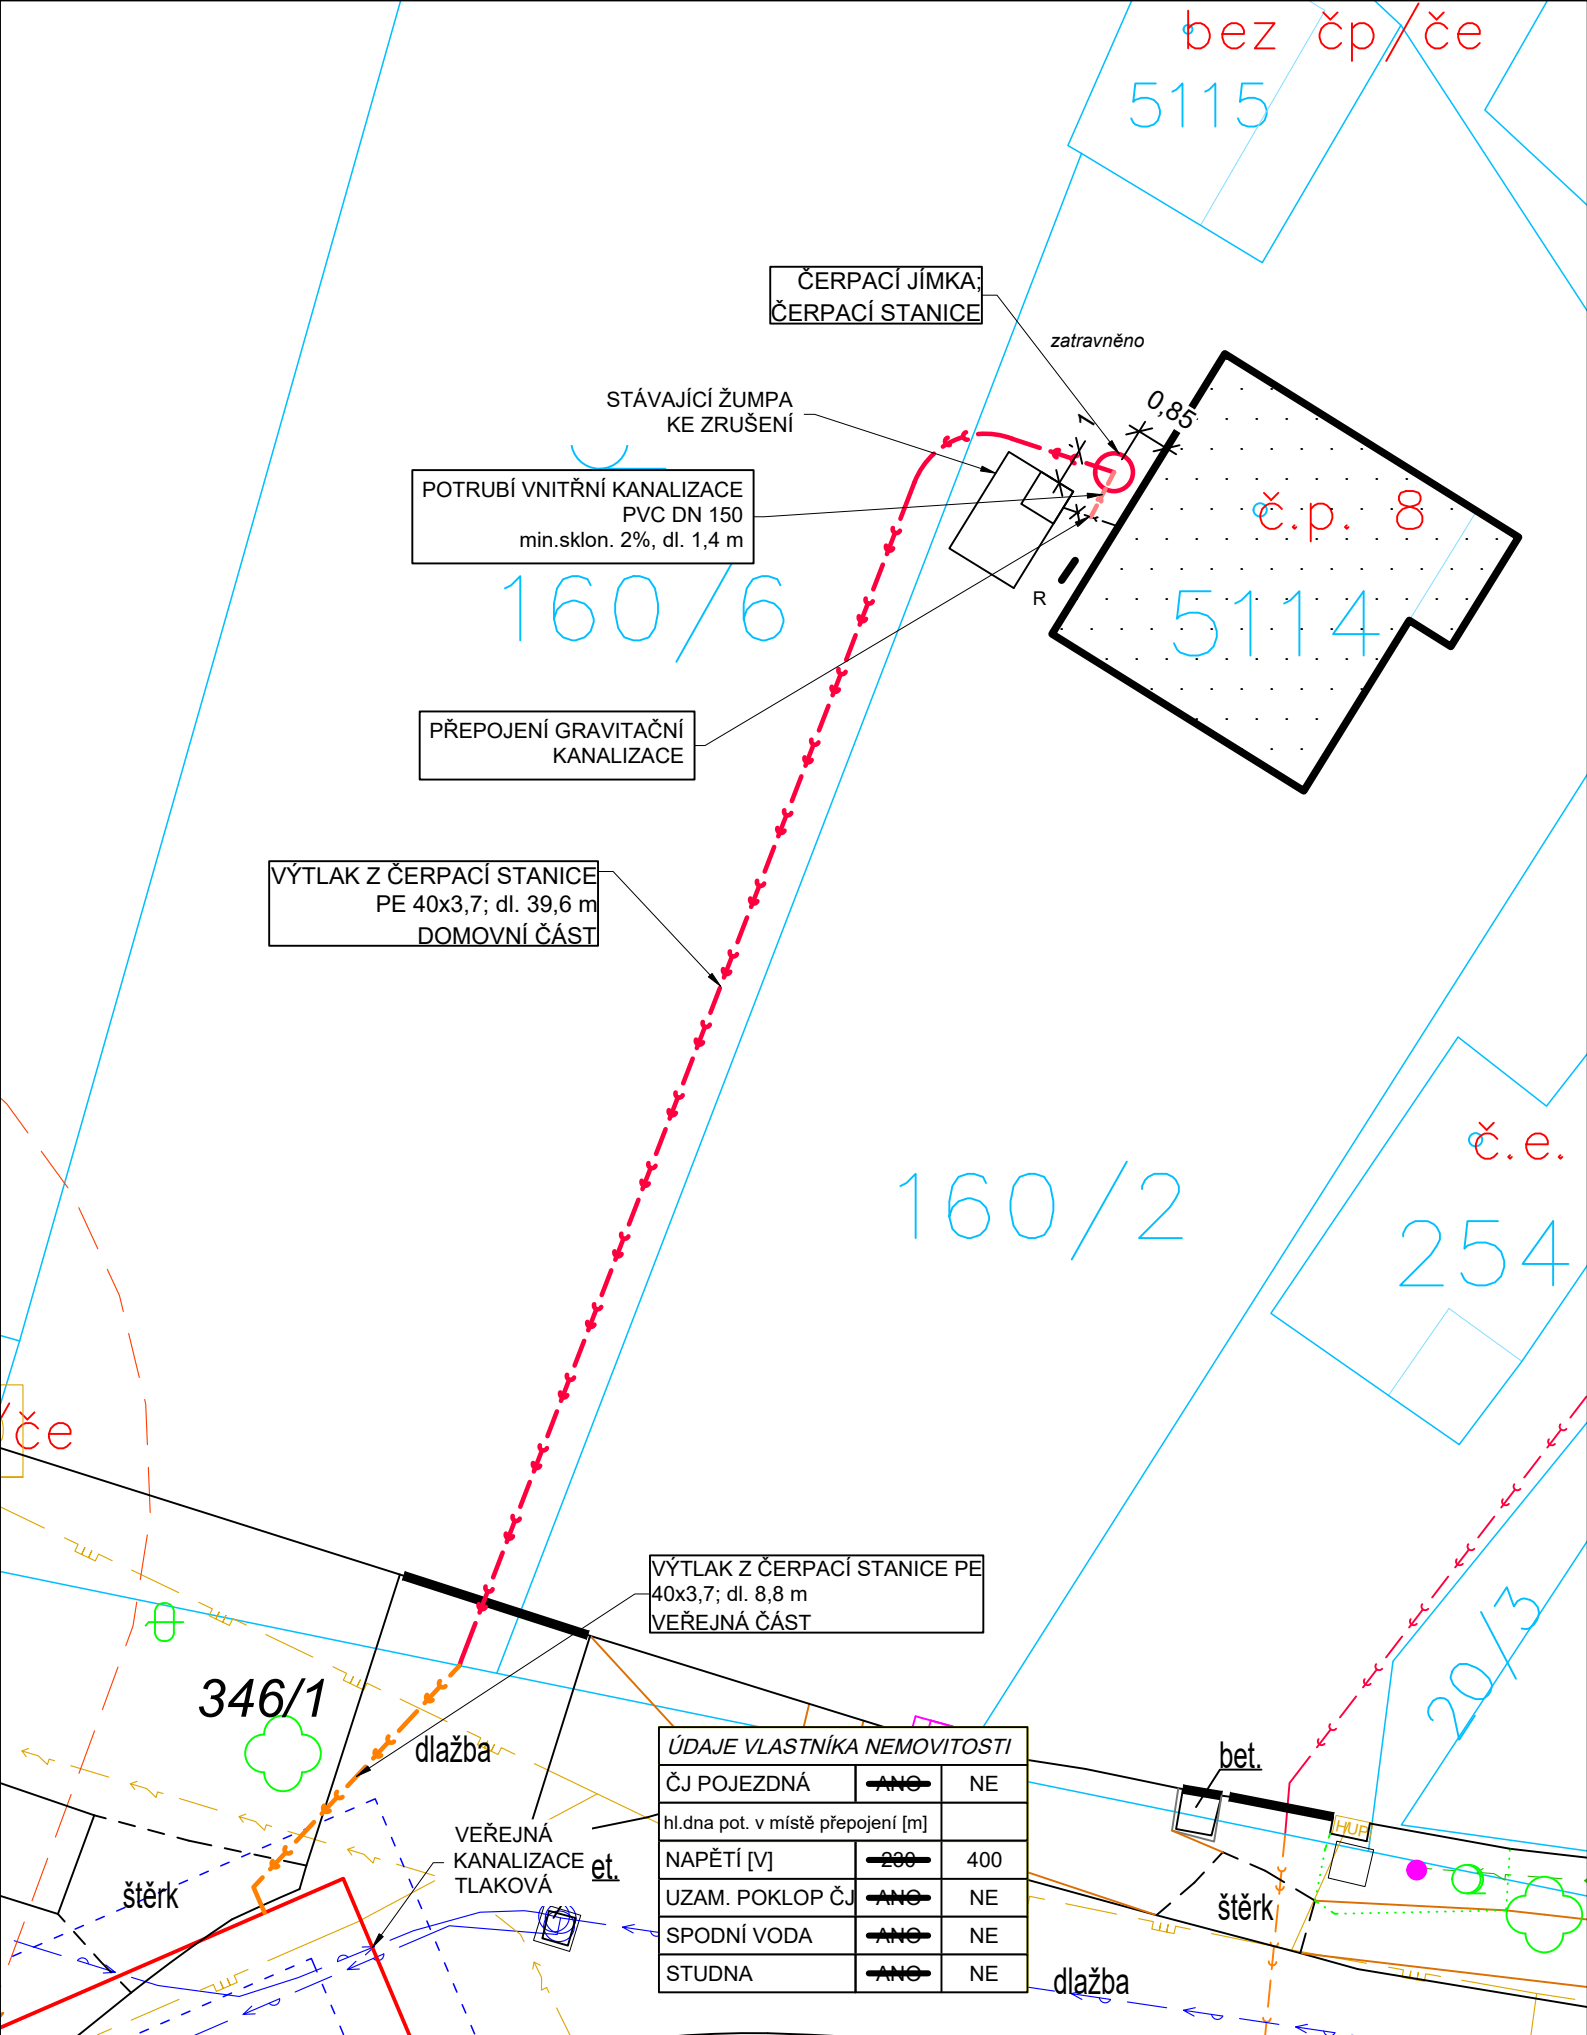 bez čp/če
5115
ČERPACÍ JÍMKA;
ČERPACÍ STANICE
zatravněno
STÁVAJÍCÍ ŽUMPA
KE ZRUŠENÍ
1
0,85
POTRUBÍ VNITŘNÍ KANALIZACE
PVC DN 150
min.sklon. 2%, dl. 1,4 m
č.p. 8
160/6
R
5114
PŘEPOJENÍ GRAVITAČNÍ
KANALIZACE
VÝTLAK Z ČERPACÍ STANICE
PE 40x3,7; dl. 39,6 m
DOMOVNÍ ČÁST
č.e.
160/2
254
/če
VÝTLAK Z ČERPACÍ STANICE PE
40x3,7; dl. 8,8 m
VEŘEJNÁ ČÁST
20/3
346/1
dlažba
bet.
ÚDAJE VLASTNÍKA NEMOVITOSTI
ČJ POJEZDNÁ ANO NE
hl.dna pot. v místě přepojení [m]
NAPĚTÍ [V] 230 400
UZAM. POKLOP ČJ ANO NE
SPODNÍ VODA ANO NE
STUDNA ANO NE
HUP
VEŘEJNÁ
KANALIZACE
TLAKOVÁ
et.
štěrk
štěrk
dlažba